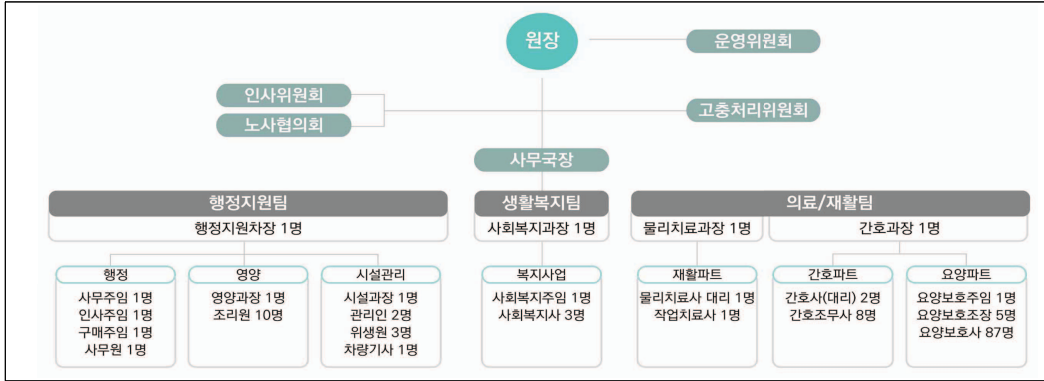 원장
운영위원회
인사위원회
노사협의회
고충처리위원회
사무국장
행정지원팀
행정지원차장 1명
생활복지팀
사회복지과장 1명
의료/재활팀
물리치료과장 1명
간호과장 1명
행정
사무주임 1명
인사주임 1명
구매주임 1명
사무원 1명
영양
영양과장 1명
조리원 10명
시설관리
시설과장 1명
관리인 2명
위생원 3명
차량기사 1명
복지사업
사회복지주임 1명
사회복지사 3명
재활파트
물리치료사 대리 1명
작업치료사 1명
간호파트
간호사(대리) 2명
간호조무사 8명
요양파트
요양보호주임 1명
요양보호조장 5명
요양보호사 87명